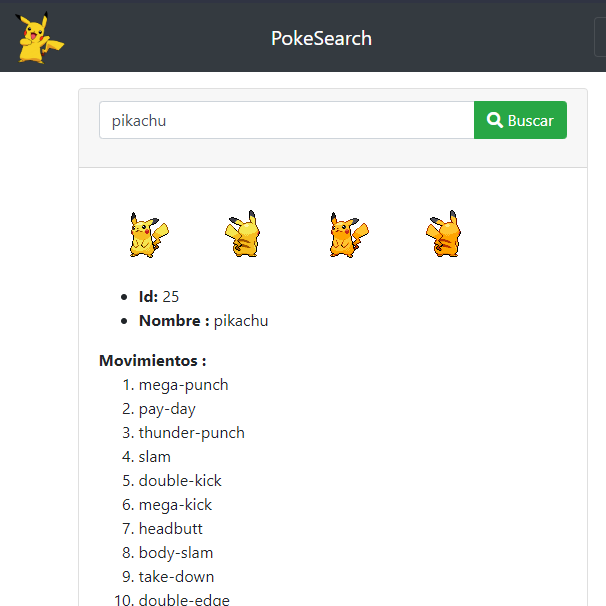 PokeSearch
pikachu
Buscar
Id: 25
Nombre : pikachu
Movimientos :
1. mega-punch
2. pay-day
3. thunder-punch
4. slam
5. double-kick
6. mega-kick
7. headbutt
8. body-slam
9. take-down
10. double-edge